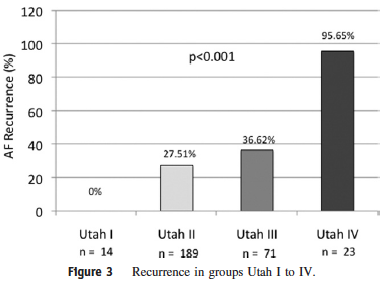 120
100
80
60
40
20
0
AF Recurrence (%)
p<0.001
0%
27.51%
36.62%
95.65%
Utah I Utah II Utah III Utah IV
n = 14 n = 189 n = 71 n = 23
Figure 3 Recurrence in groups Utah I to IV.